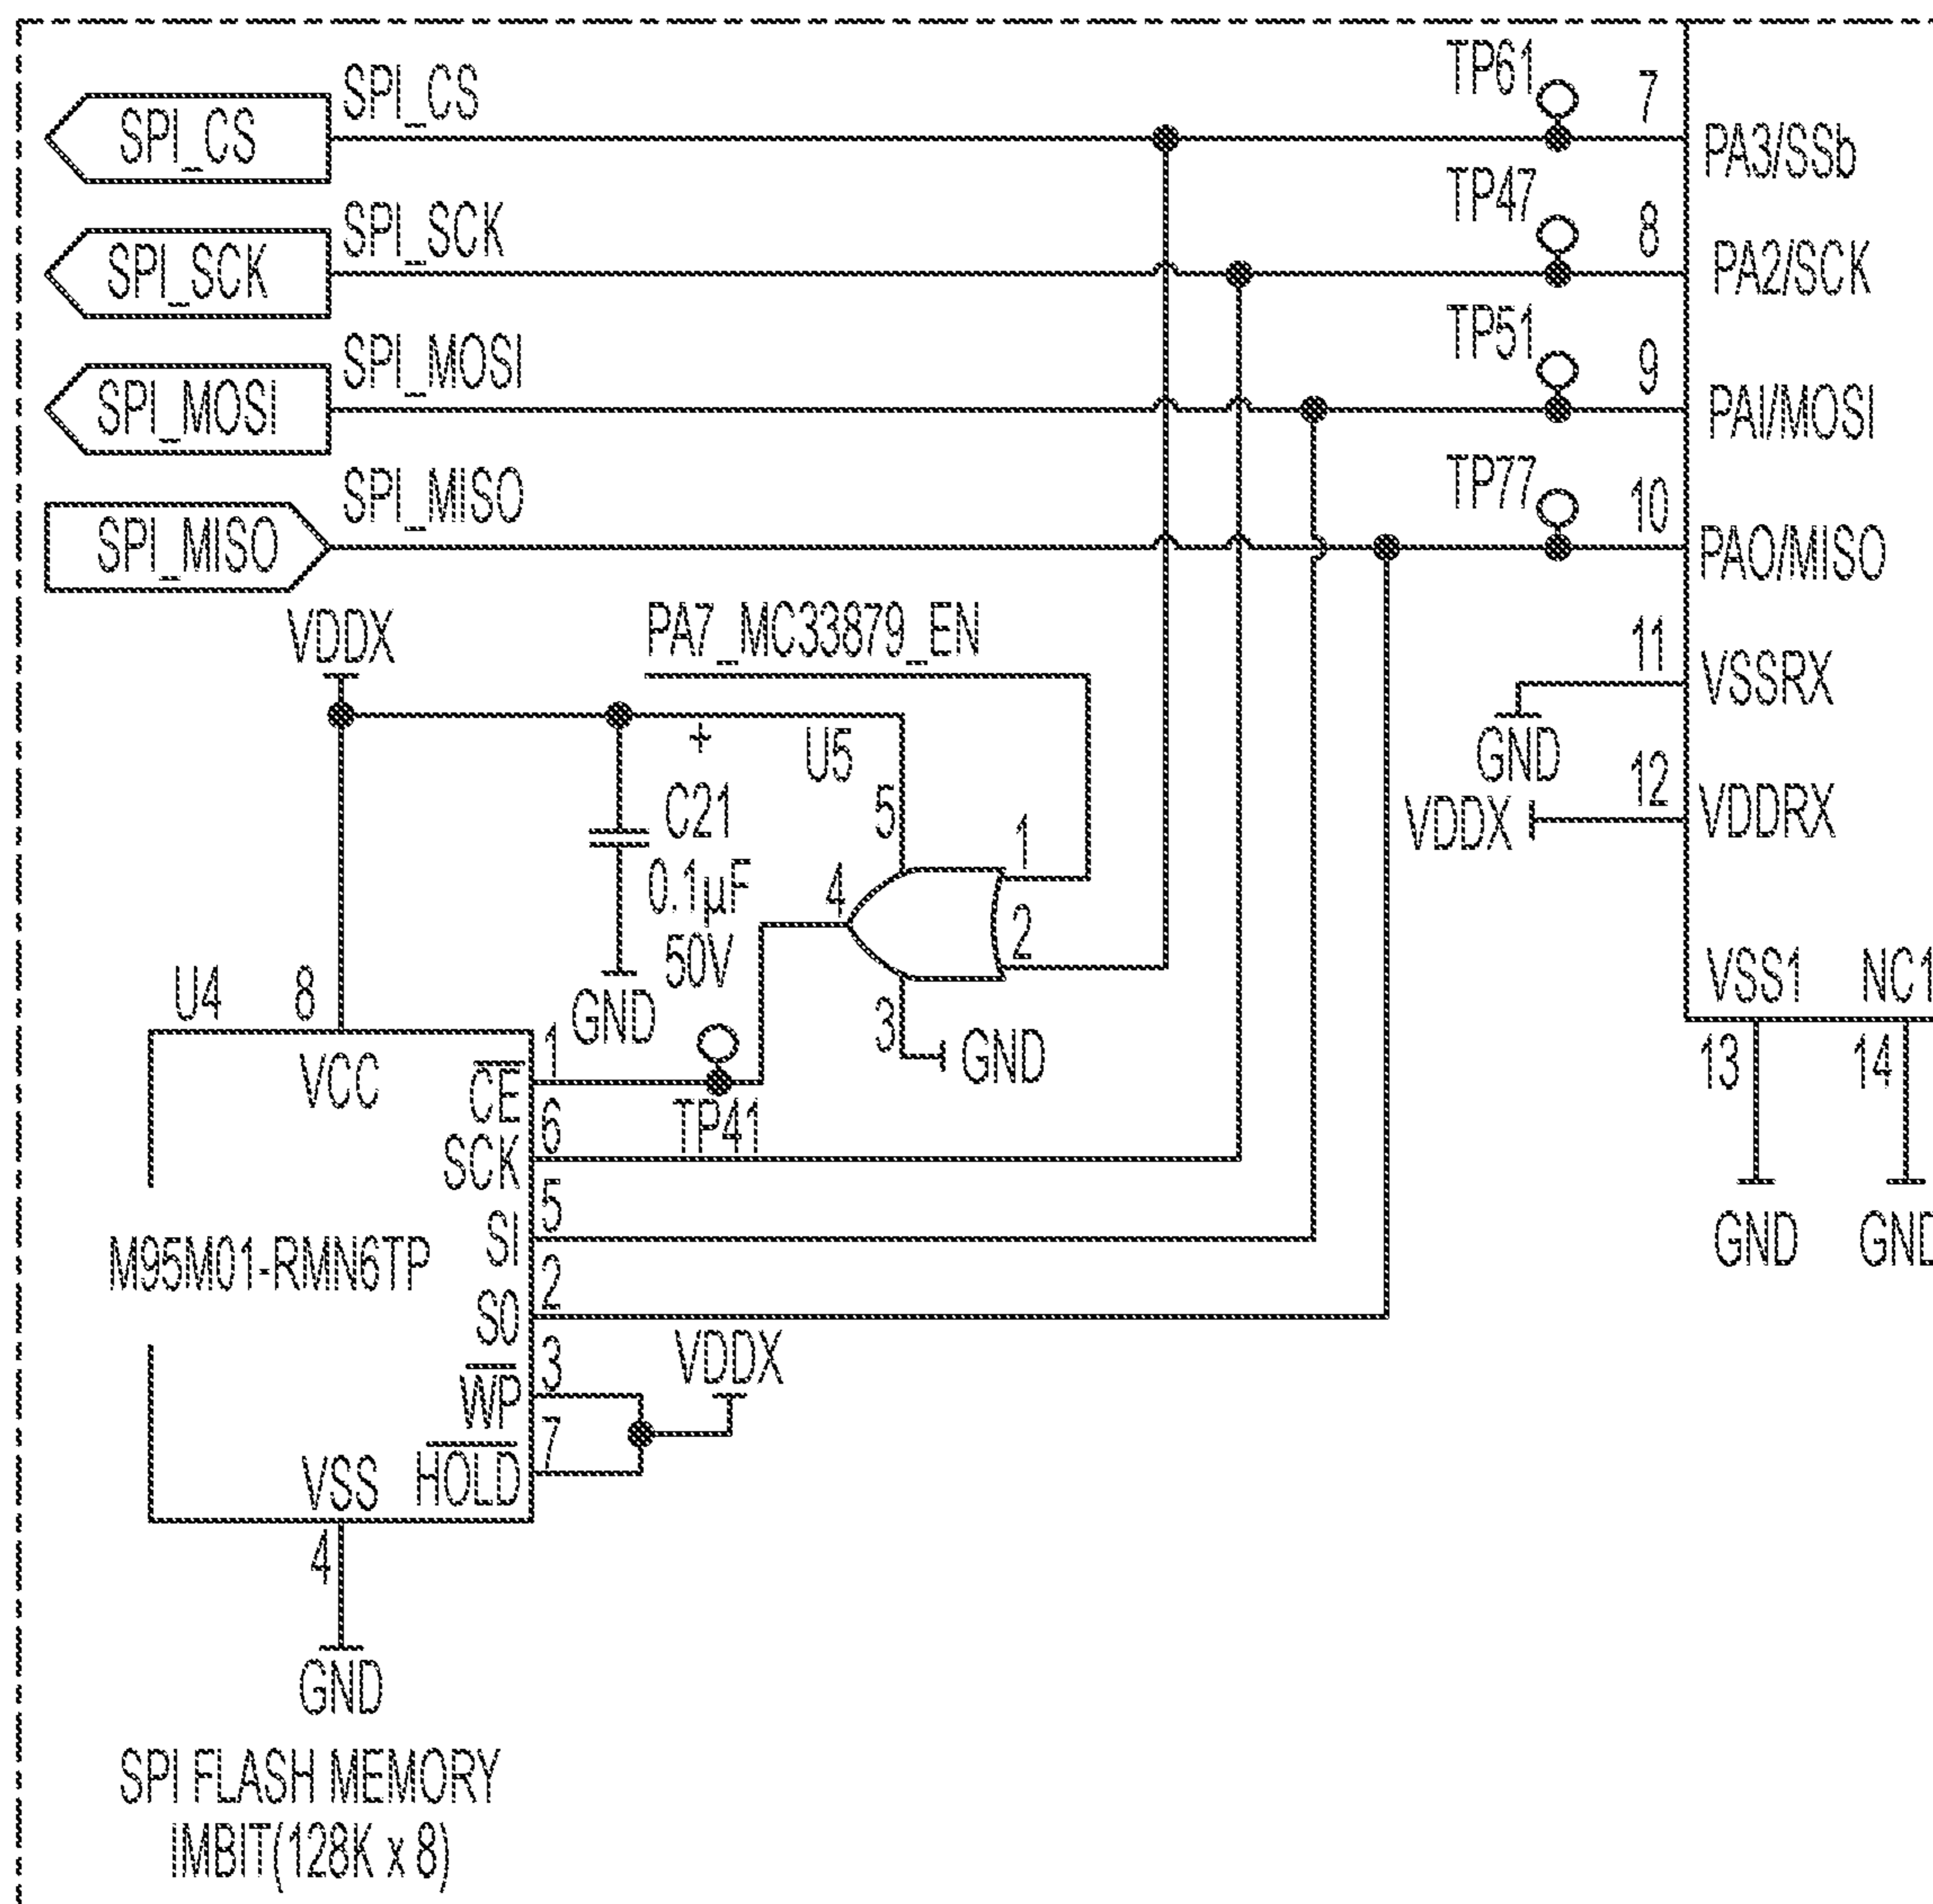 SPI_CS SPI_CS TP61 7 PA3/SSb
SPI_SCK SPI_SCK TP47 8 PA2/SCK
SPI_MOSI SPI_MOSI TP51 9 PAI/MOSI
SPI_MISO SPI_MISO TP77 10 PAO/MISO
VDDX PA7_MC33879_EN 11 VSSRX
GND
+ U5
C21 5 1 VDDX 12 VDDRX
0.1µF 4 2
50V
GND 3 GND
VSS1 NC1
13 14
GND GND
U4 8
VCC CE 1
TP41
SCK 6
SI 5
M95M01-RMN6TP
S0 2
WP 3 VDDX
VSS HOLD 7
4
GND
SPI FLASH MEMORY
IMBIT(128K x 8)